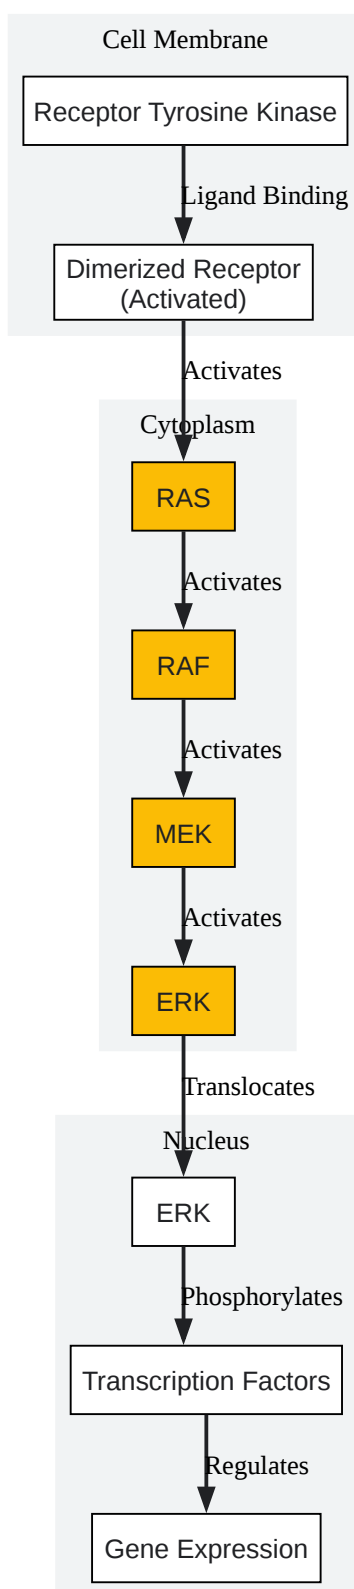 Cell Membrane
Receptor Tyrosine Kinase
Ligand Binding
Dimerized Receptor
(Activated)
Activates
Cytoplasm
RAS
Activates
RAF
Activates
MEK
Activates
ERK
Translocates
Nucleus
ERK
Phosphorylates
Transcription Factors
Regulates
Gene Expression